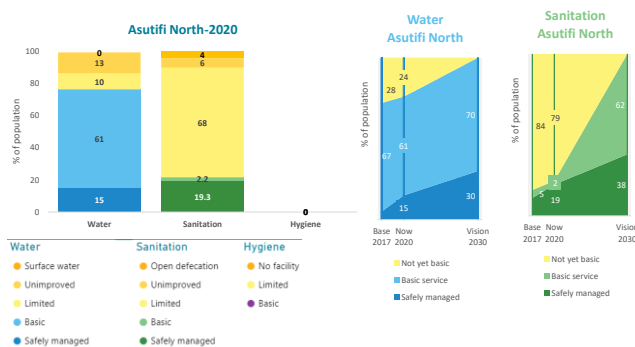 Asutifi North-2020
% of population
100
80
60
40
20
0
0
13
10
61
15
4
6
68
2.2
19.3
0
Water
Sanitation
Hygiene
Water
Surface water
Unimproved
Limited
Basic
Safely managed
Sanitation
Open defecation
Unimproved
Limited
Basic
Safely managed
Hygiene
No facility
Limited
Basic
Water
Asutifi North
% of population
28
24
67
61
70
15
30
Base
2017
Now
2020
Vision
2030
Not yet basic
Basic service
Safely managed
Sanitation
Asutifi North
% of population
84
79
62
5
2
19
38
Base
2017
Now
2020
Vision
2030
Not yet basic
Basic service
Safely managed